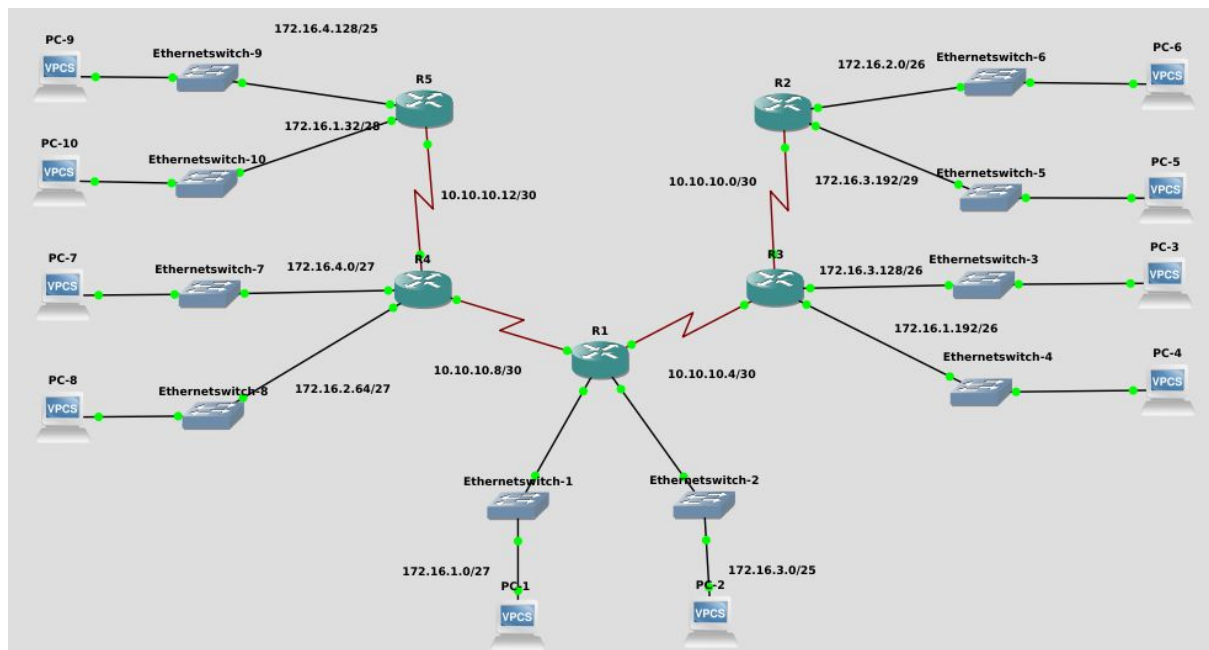 172.16.4.128/25
PC-9
Ethernetswitch-9
VPCS
R5
172.16.1.32/28
PC-10
Ethernetswitch-10
VPCS
10.10.10.12/30
PC-7
Ethernetswitch-7
172.16.4.0/27
VPCS
R4
PC-8
Ethernetswitch-8
172.16.2.64/27
VPCS
10.10.10.8/30
R1
10.10.10.4/30
Ethernetswitch-6
PC-6
172.16.2.0/26
VPCS
R2
10.10.10.0/30
172.16.3.192/29
Ethernetswitch-5
PC-5
VPCS
R3
172.16.3.128/26
Ethernetswitch-3
PC-3
VPCS
172.16.1.192/26
Ethernetswitch-4
PC-4
VPCS
Ethernetswitch-1
Ethernetswitch-2
172.16.1.0/27
172.16.3.0/25
PC-1
PC-2
VPCS
VPCS